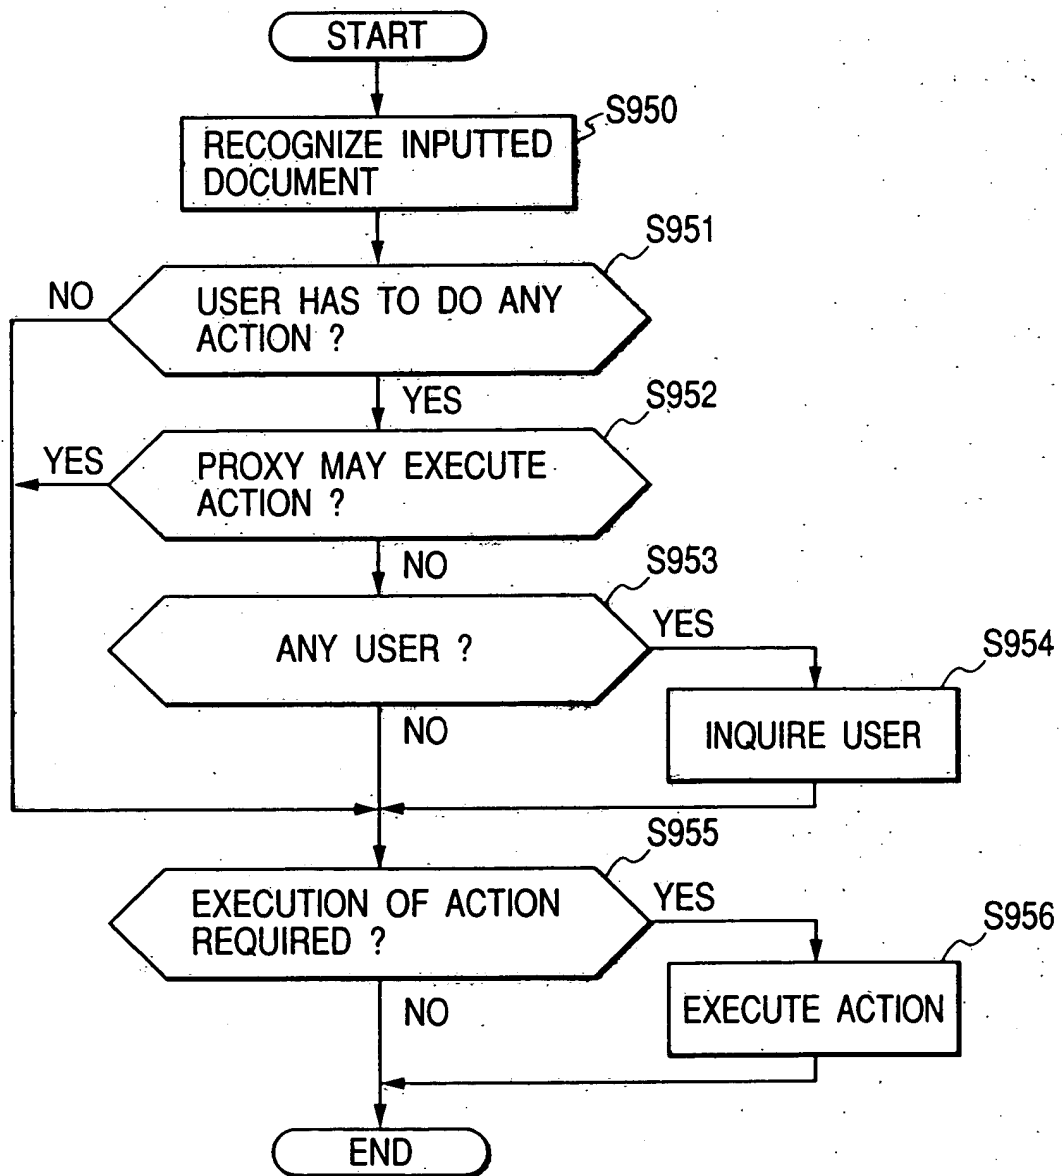 START
S950
RECOGNIZE INPUTTED
DOCUMENT
S951
NO
USER HAS TO DO ANY
ACTION ?
YES
S952
YES
PROXY MAY EXECUTE
ACTION ?
NO
S953
ANY USER ?
YES
S954
NO
INQUIRE USER
S955
EXECUTION OF ACTION
REQUIRED ?
YES
S956
NO
EXECUTE ACTION
END